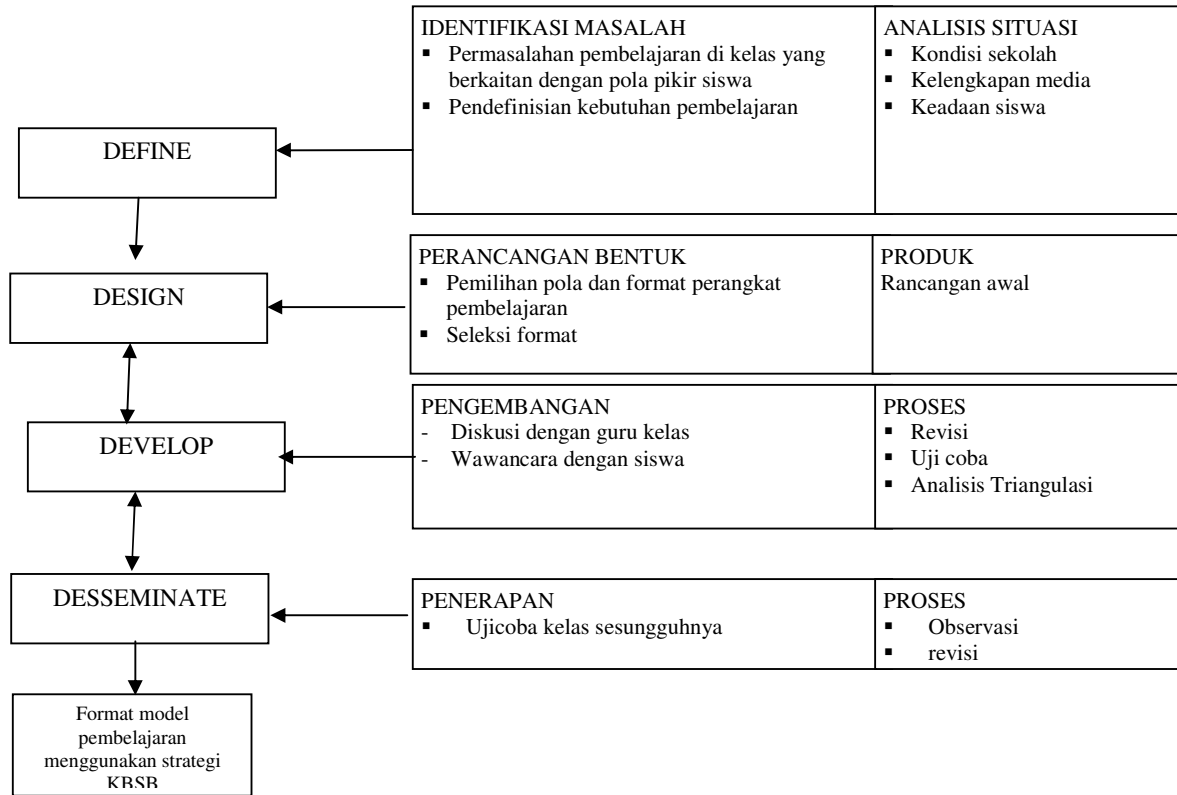 IDENTIFIKASI MASALAH
▪ Permasalahan pembelajaran di kelas yang
berkaitan dengan pola pikir siswa
▪ Pendefinisian kebutuhan pembelajaran
ANALISIS SITUASI
▪ Kondisi sekolah
▪ Kelengkapan media
▪ Keadaan siswa
DEFINE
PERANCANGAN BENTUK
▪ Pemilihan pola dan format perangkat
pembelajaran
▪ Seleksi format
PRODUK
Rancangan awal
DESIGN
PENGEMBANGAN
- Diskusi dengan guru kelas
- Wawancara dengan siswa
PROSES
▪ Revisi
▪ Uji coba
▪ Analisis Triangulasi
DEVELOP
PENERAPAN
▪ Ujicoba kelas sesungguhnya
PROSES
▪ Observasi
▪ revisi
DESSEMINATE
Format model
pembelajaran
menggunakan strategi
KBSB